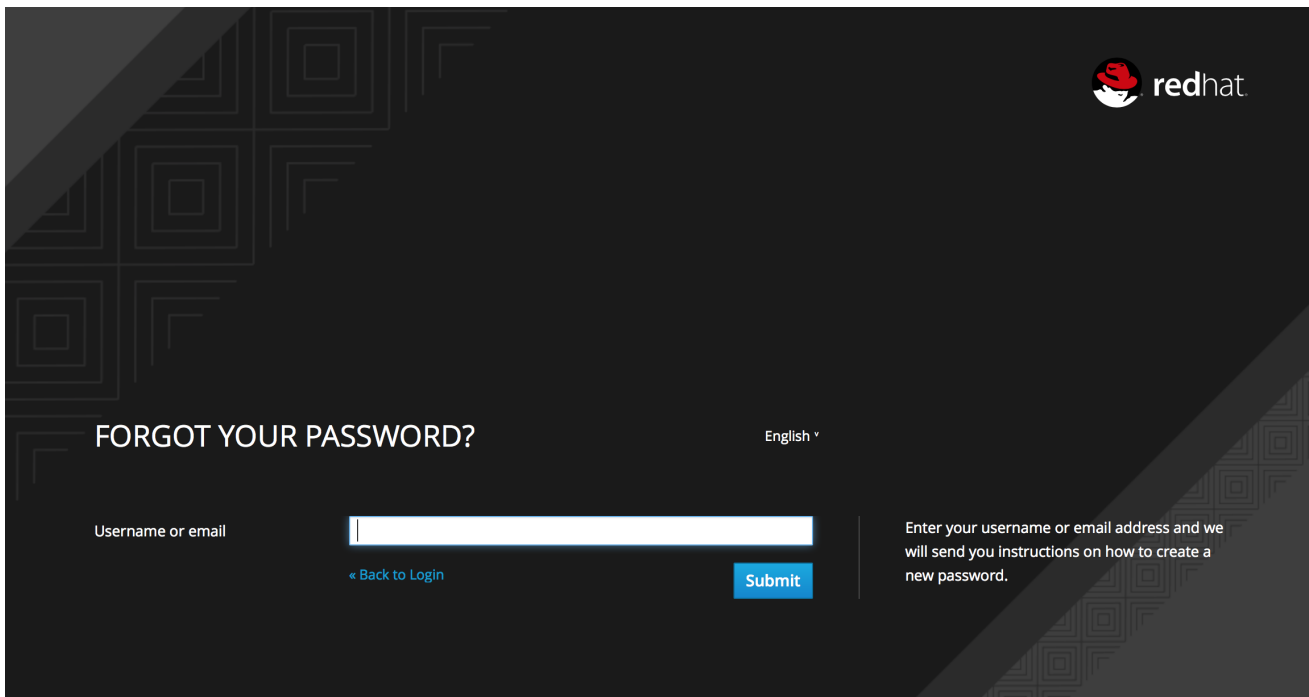 redhat.
FORGOT YOUR PASSWORD?
English ˅
Username or email
« Back to Login
Submit
Enter your username or email address and we
will send you instructions on how to create a
new password.